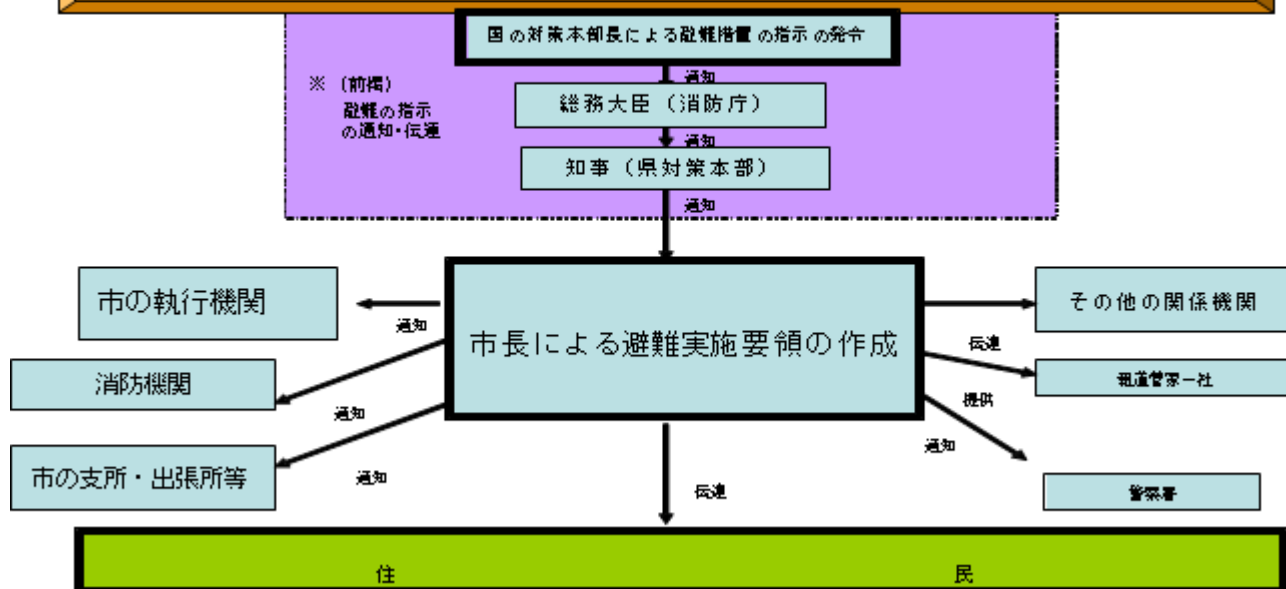 国の対策本部長による避難措置の指示の発令
通知
※ (前掲)
避難の指示
の通知・伝達
総務大臣（消防庁）
通知
知事（県対策本部）
通知
市の執行機関
その他の関係機関
通知
市長による避難実施要領の作成
伝達
消防機関
提供
通知
通知
市の支所・出張所等
通知
伝達
警察署
住 民